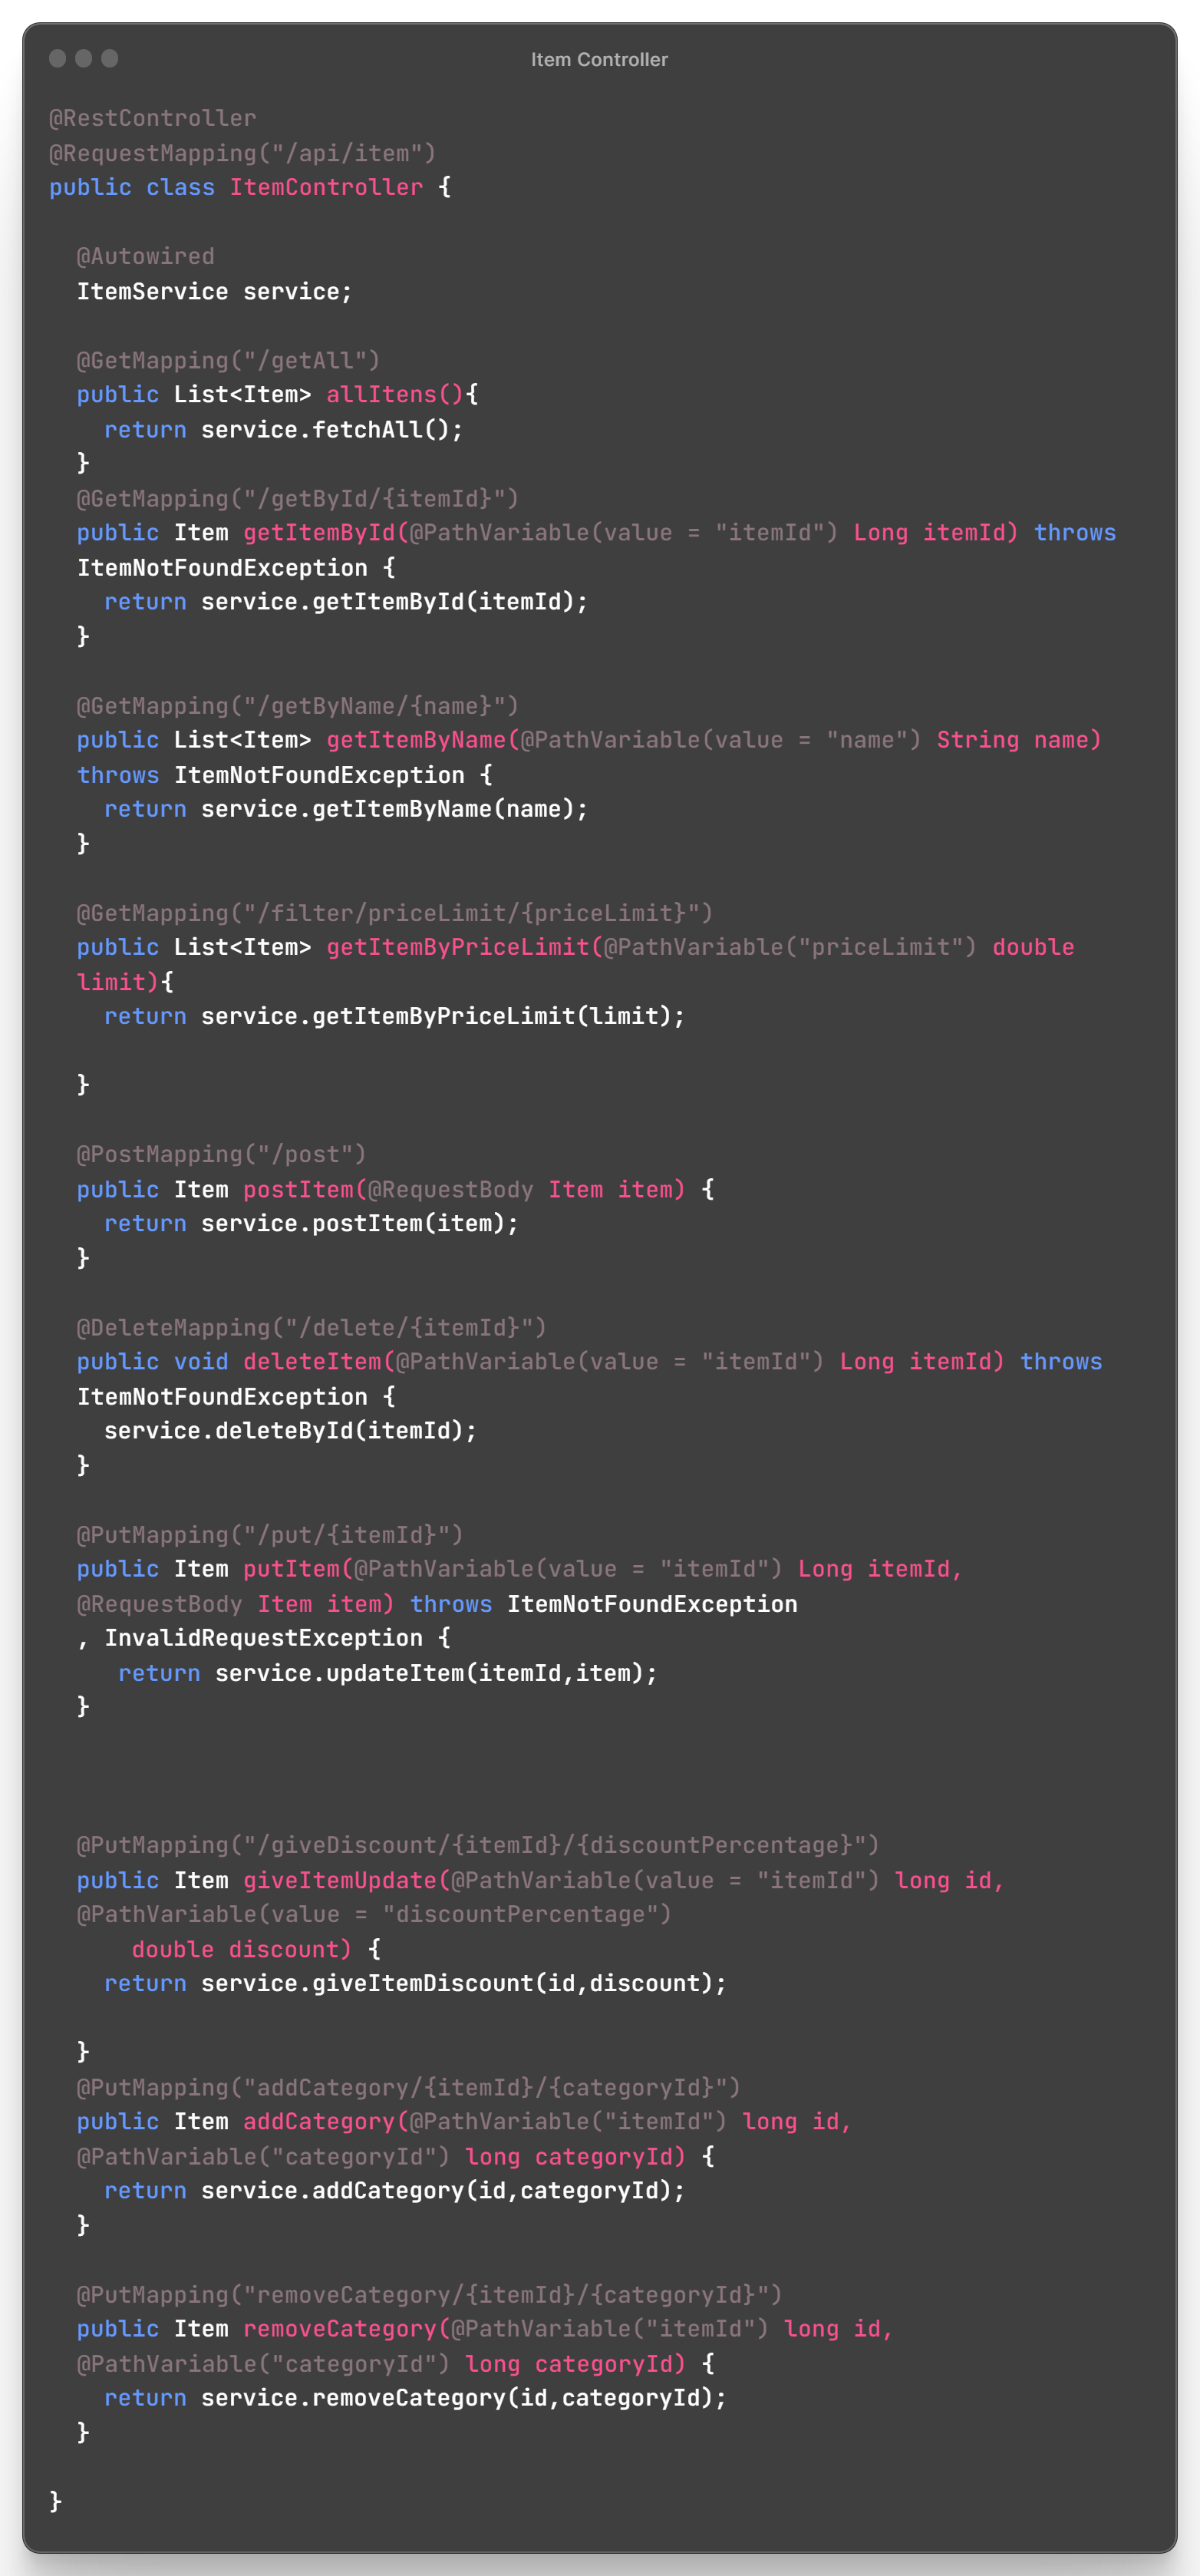 Item Controller
@RestController
@RequestMapping("/api/item")
public class ItemController {
@Autowired
ItemService service;
@GetMapping("/getAll")
public List<Item> allItens(){
return service.fetchAll();
}
@GetMapping("/getById/{itemId}")
public Item getItemById(@PathVariable(value = "itemId") Long itemId) throws
ItemNotFoundException {
return service.getItemById(itemId);
}
@GetMapping("/getByName/{name}")
public List<Item> getItemByName(@PathVariable(value = "name") String name)
throws ItemNotFoundException {
return service.getItemByName(name);
}
@GetMapping("/filter/priceLimit/{priceLimit}")
public List<Item> getItemByPriceLimit(@PathVariable("priceLimit") double
limit){
return service.getItemByPriceLimit(limit);
}
@PostMapping("/post")
public Item postItem(@RequestBody Item item) {
return service.postItem(item);
}
@DeleteMapping("/delete/{itemId}")
public void deleteItem(@PathVariable(value = "itemId") Long itemId) throws
ItemNotFoundException {
service.deleteById(itemId);
}
@PutMapping("/put/{itemId}")
public Item putItem(@PathVariable(value = "itemId") Long itemId,
@RequestBody Item item) throws ItemNotFoundException
, InvalidRequestException {
return service.updateItem(itemId,item);
}
@PutMapping("/giveDiscount/{itemId}/{discountPercentage}")
public Item giveItemUpdate(@PathVariable(value = "itemId") long id,
@PathVariable(value = "discountPercentage")
double discount) {
return service.giveItemDiscount(id,discount);
}
@PutMapping("addCategory/{itemId}/{categoryId}")
public Item addCategory(@PathVariable("itemId") long id,
@PathVariable("categoryId") long categoryId) {
return service.addCategory(id,categoryId);
}
@PutMapping("removeCategory/{itemId}/{categoryId}")
public Item removeCategory(@PathVariable("itemId") long id,
@PathVariable("categoryId") long categoryId) {
return service.removeCategory(id,categoryId);
}
}